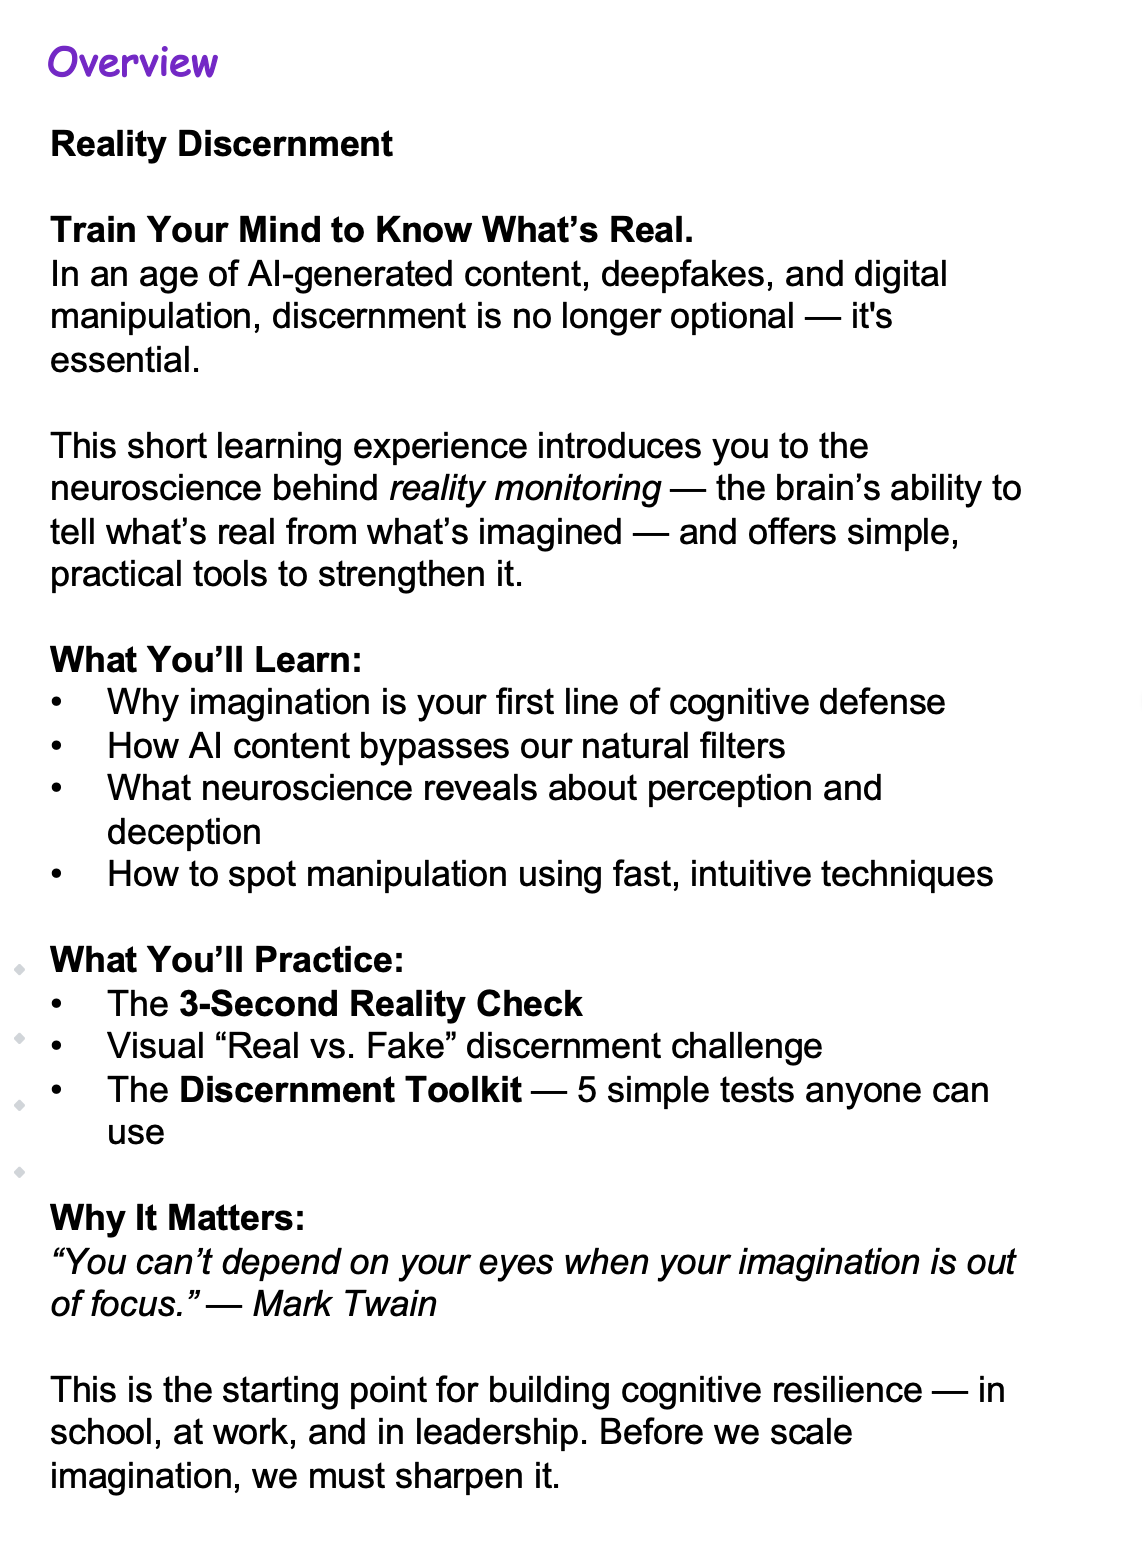 Overview
Reality Discernment
Train Your Mind to Know What’s Real.
In an age of AI-generated content, deepfakes, and digital
manipulation, discernment is no longer optional — it's
essential.
This short learning experience introduces you to the
neuroscience behind reality monitoring — the brain’s ability to
tell what’s real from what’s imagined — and offers simple,
practical tools to strengthen it.
What You’ll Learn:
• Why imagination is your first line of cognitive defense
• How AI content bypasses our natural filters
• What neuroscience reveals about perception and
deception
• How to spot manipulation using fast, intuitive techniques
What You’ll Practice:
• The 3-Second Reality Check
• Visual “Real vs. Fake” discernment challenge
• The Discernment Toolkit — 5 simple tests anyone can
use
Why It Matters:
“You can’t depend on your eyes when your imagination is out
of focus.” — Mark Twain
This is the starting point for building cognitive resilience — in
school, at work, and in leadership. Before we scale
imagination, we must sharpen it.